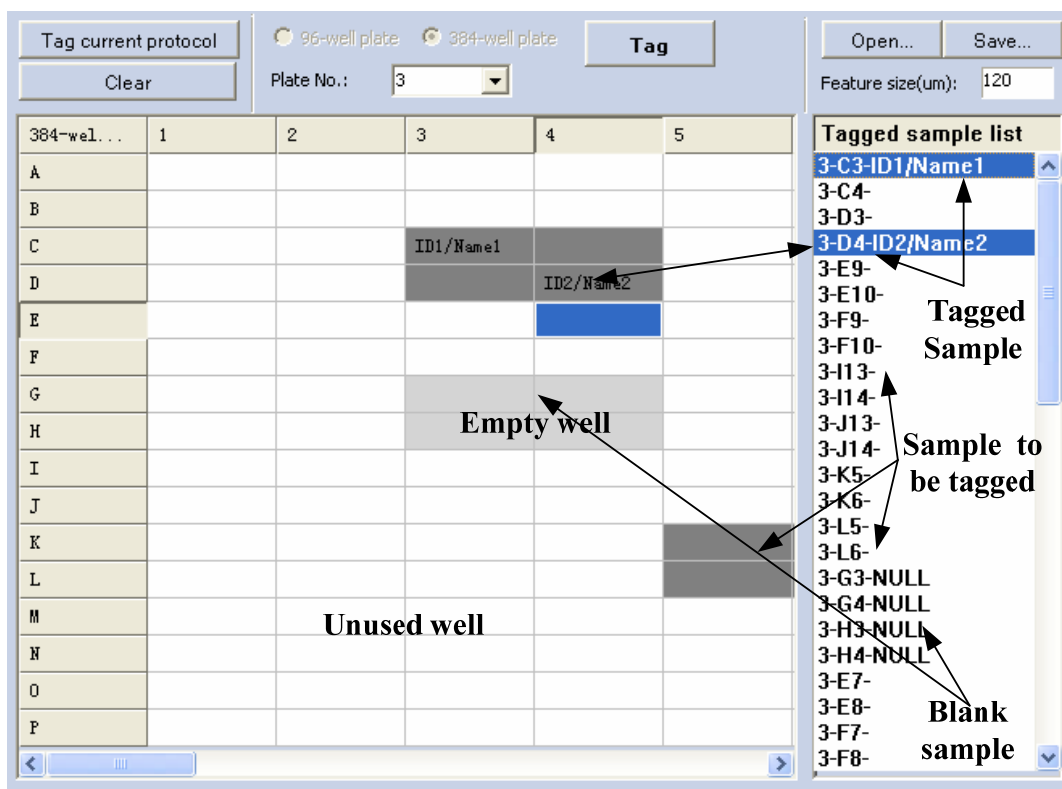 Tag current protocol
Clear
96-well plate 384-well plate
Plate No.: 3
Tag
Open... Save...
Feature size(um): 120
384-wel... 1 2 3 4 5
A
B
C ID1/Name1
D ID2/Name2
E
F
G
H
I
J
K
L
M
N
O
P
Empty well
Unused well
Tagged sample list
3-C3-ID1/Name1
3-C4-
3-D3-
3-D4-ID2/Name2
3-E9-
3-E10-
3-F9-
3-F10-
3-I13-
3-I14-
3-J13-
3-J14-
3-K5-
3-K6-
3-L5-
3-L6-
3-G3-NULL
3-G4-NULL
3-H3-NULL
3-H4-NULL
3-E7-
3-E8-
3-F7-
3-F8-
Tagged
Sample
Sample to
be tagged
Blank
sample